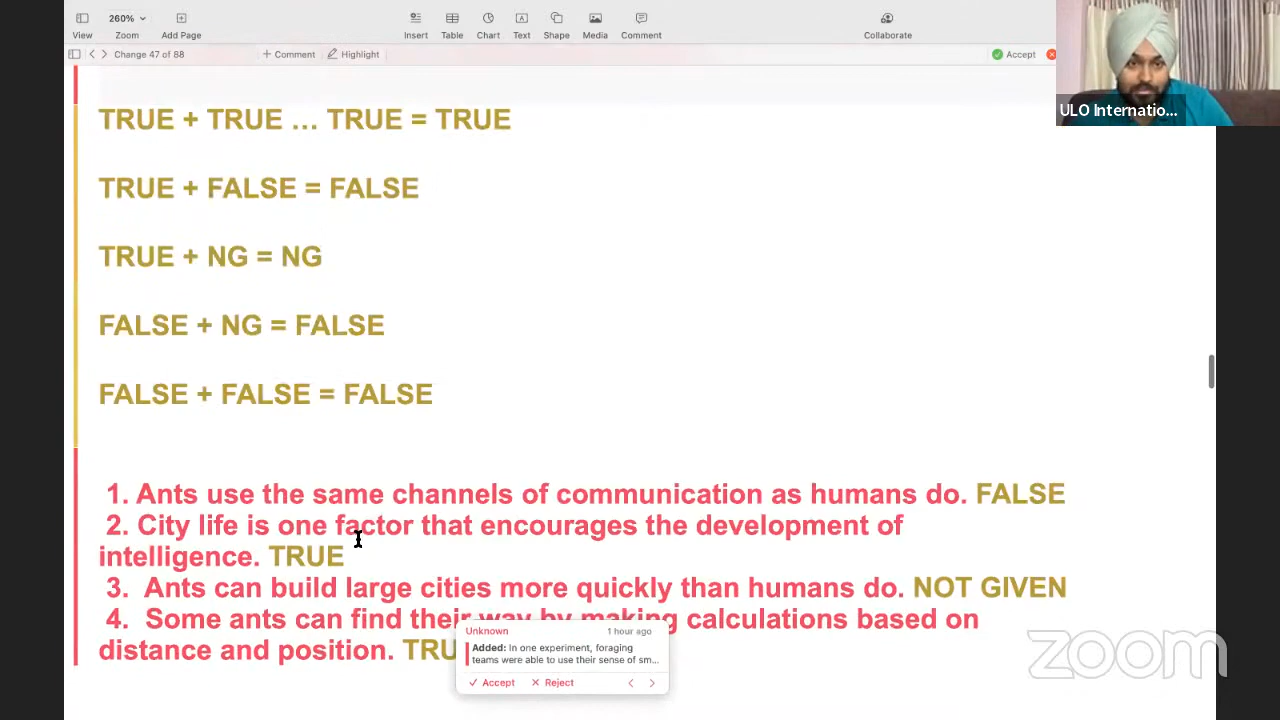 260%
View
Zoom
Add Page
Insert
Table
Chart
Text
Shape
Media
Comment
Collaborate
Change 47 of 88
+ Comment
Highlight
Accept
ULO Internatio...
TRUE + TRUE ... TRUE = TRUE
TRUE + FALSE = FALSE
TRUE + NG = NG
FALSE + NG = FALSE
FALSE + FALSE = FALSE
1. Ants use the same channels of communication as humans do. FALSE
2. City life is one factor that encourages the development of
intelligence. TRUE
3. Ants can build large cities more quickly than humans do. NOT GIVEN
4. Some ants can find their way by making calculations based on
distance and position. TRU
Unknown
1 hour ago
Added: In one experiment, foraging
teams were able to use their sense of sm...
Accept
Reject
zoom